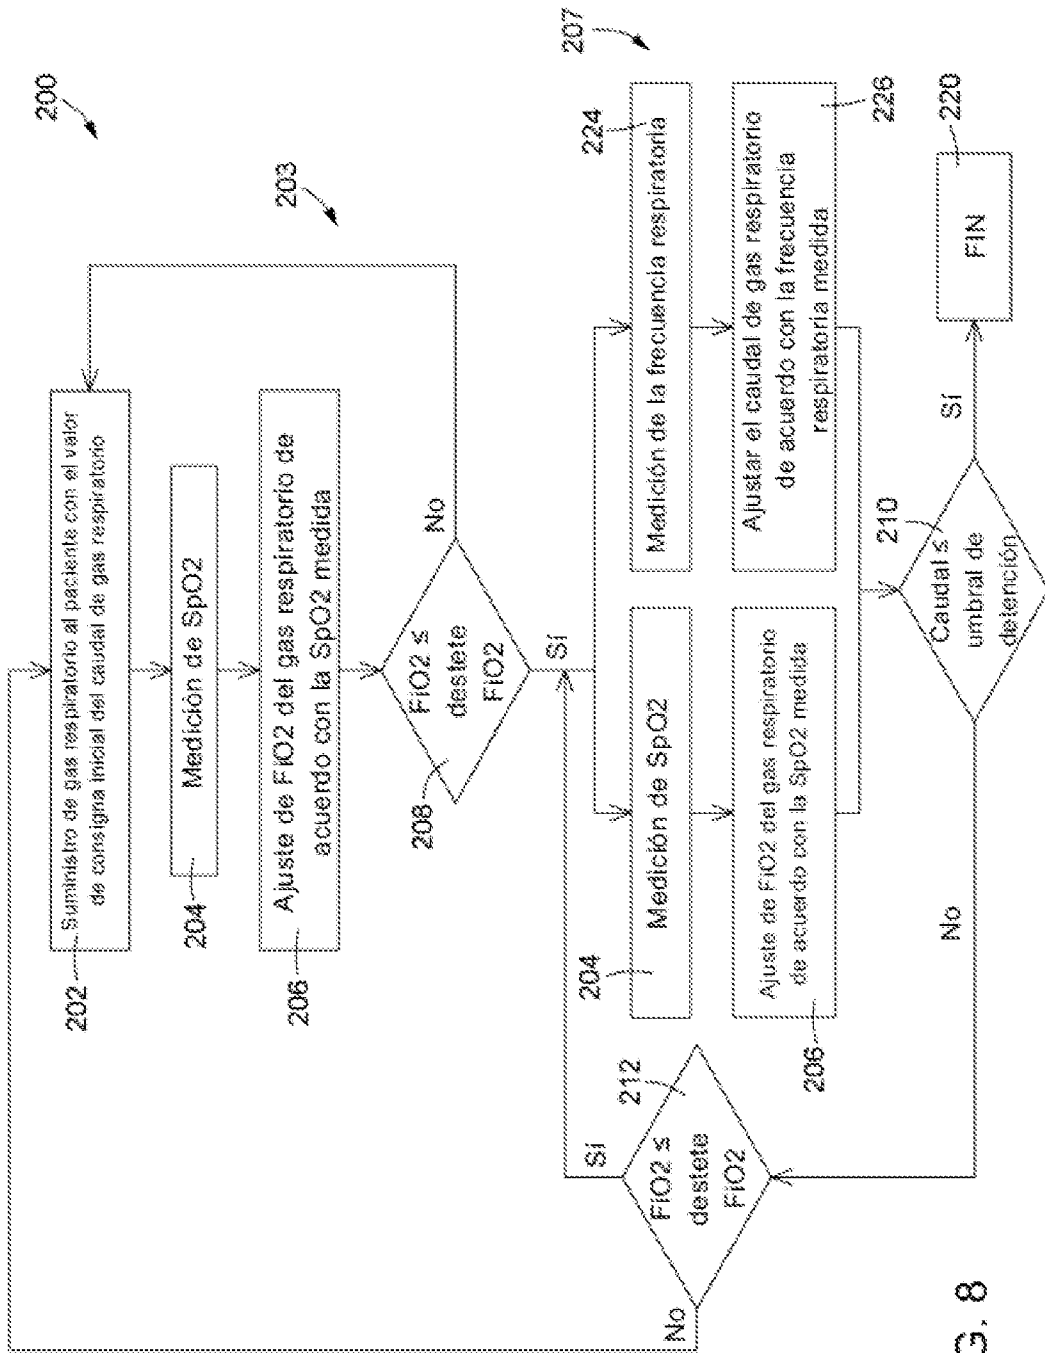 200
203
207
Suministro de gas respiratorio al paciente con el valor
de consigna inicial del caudal de gas respiratorio
202
Medición de SpO2
204
Ajuste de FiO2 del gas respiratorio de
acuerdo con la SpO2 medida
206
FiO2 ≤
destete
FiO2
208
No
Sí
Medición de SpO2
204
Ajuste de FiO2 del gas respiratorio
de acuerdo con la SpO2 medida
206
Medición de la frecuencia respiratoria
224
Ajustar el caudal de gas respiratorio
de acuerdo con la frecuencia
respiratoria medida
226
Caudal ≤
umbral de
detención
210
Sí
FIN
220
No
FiO2 ≤
destete
FiO2
212
Sí
No
G. 8